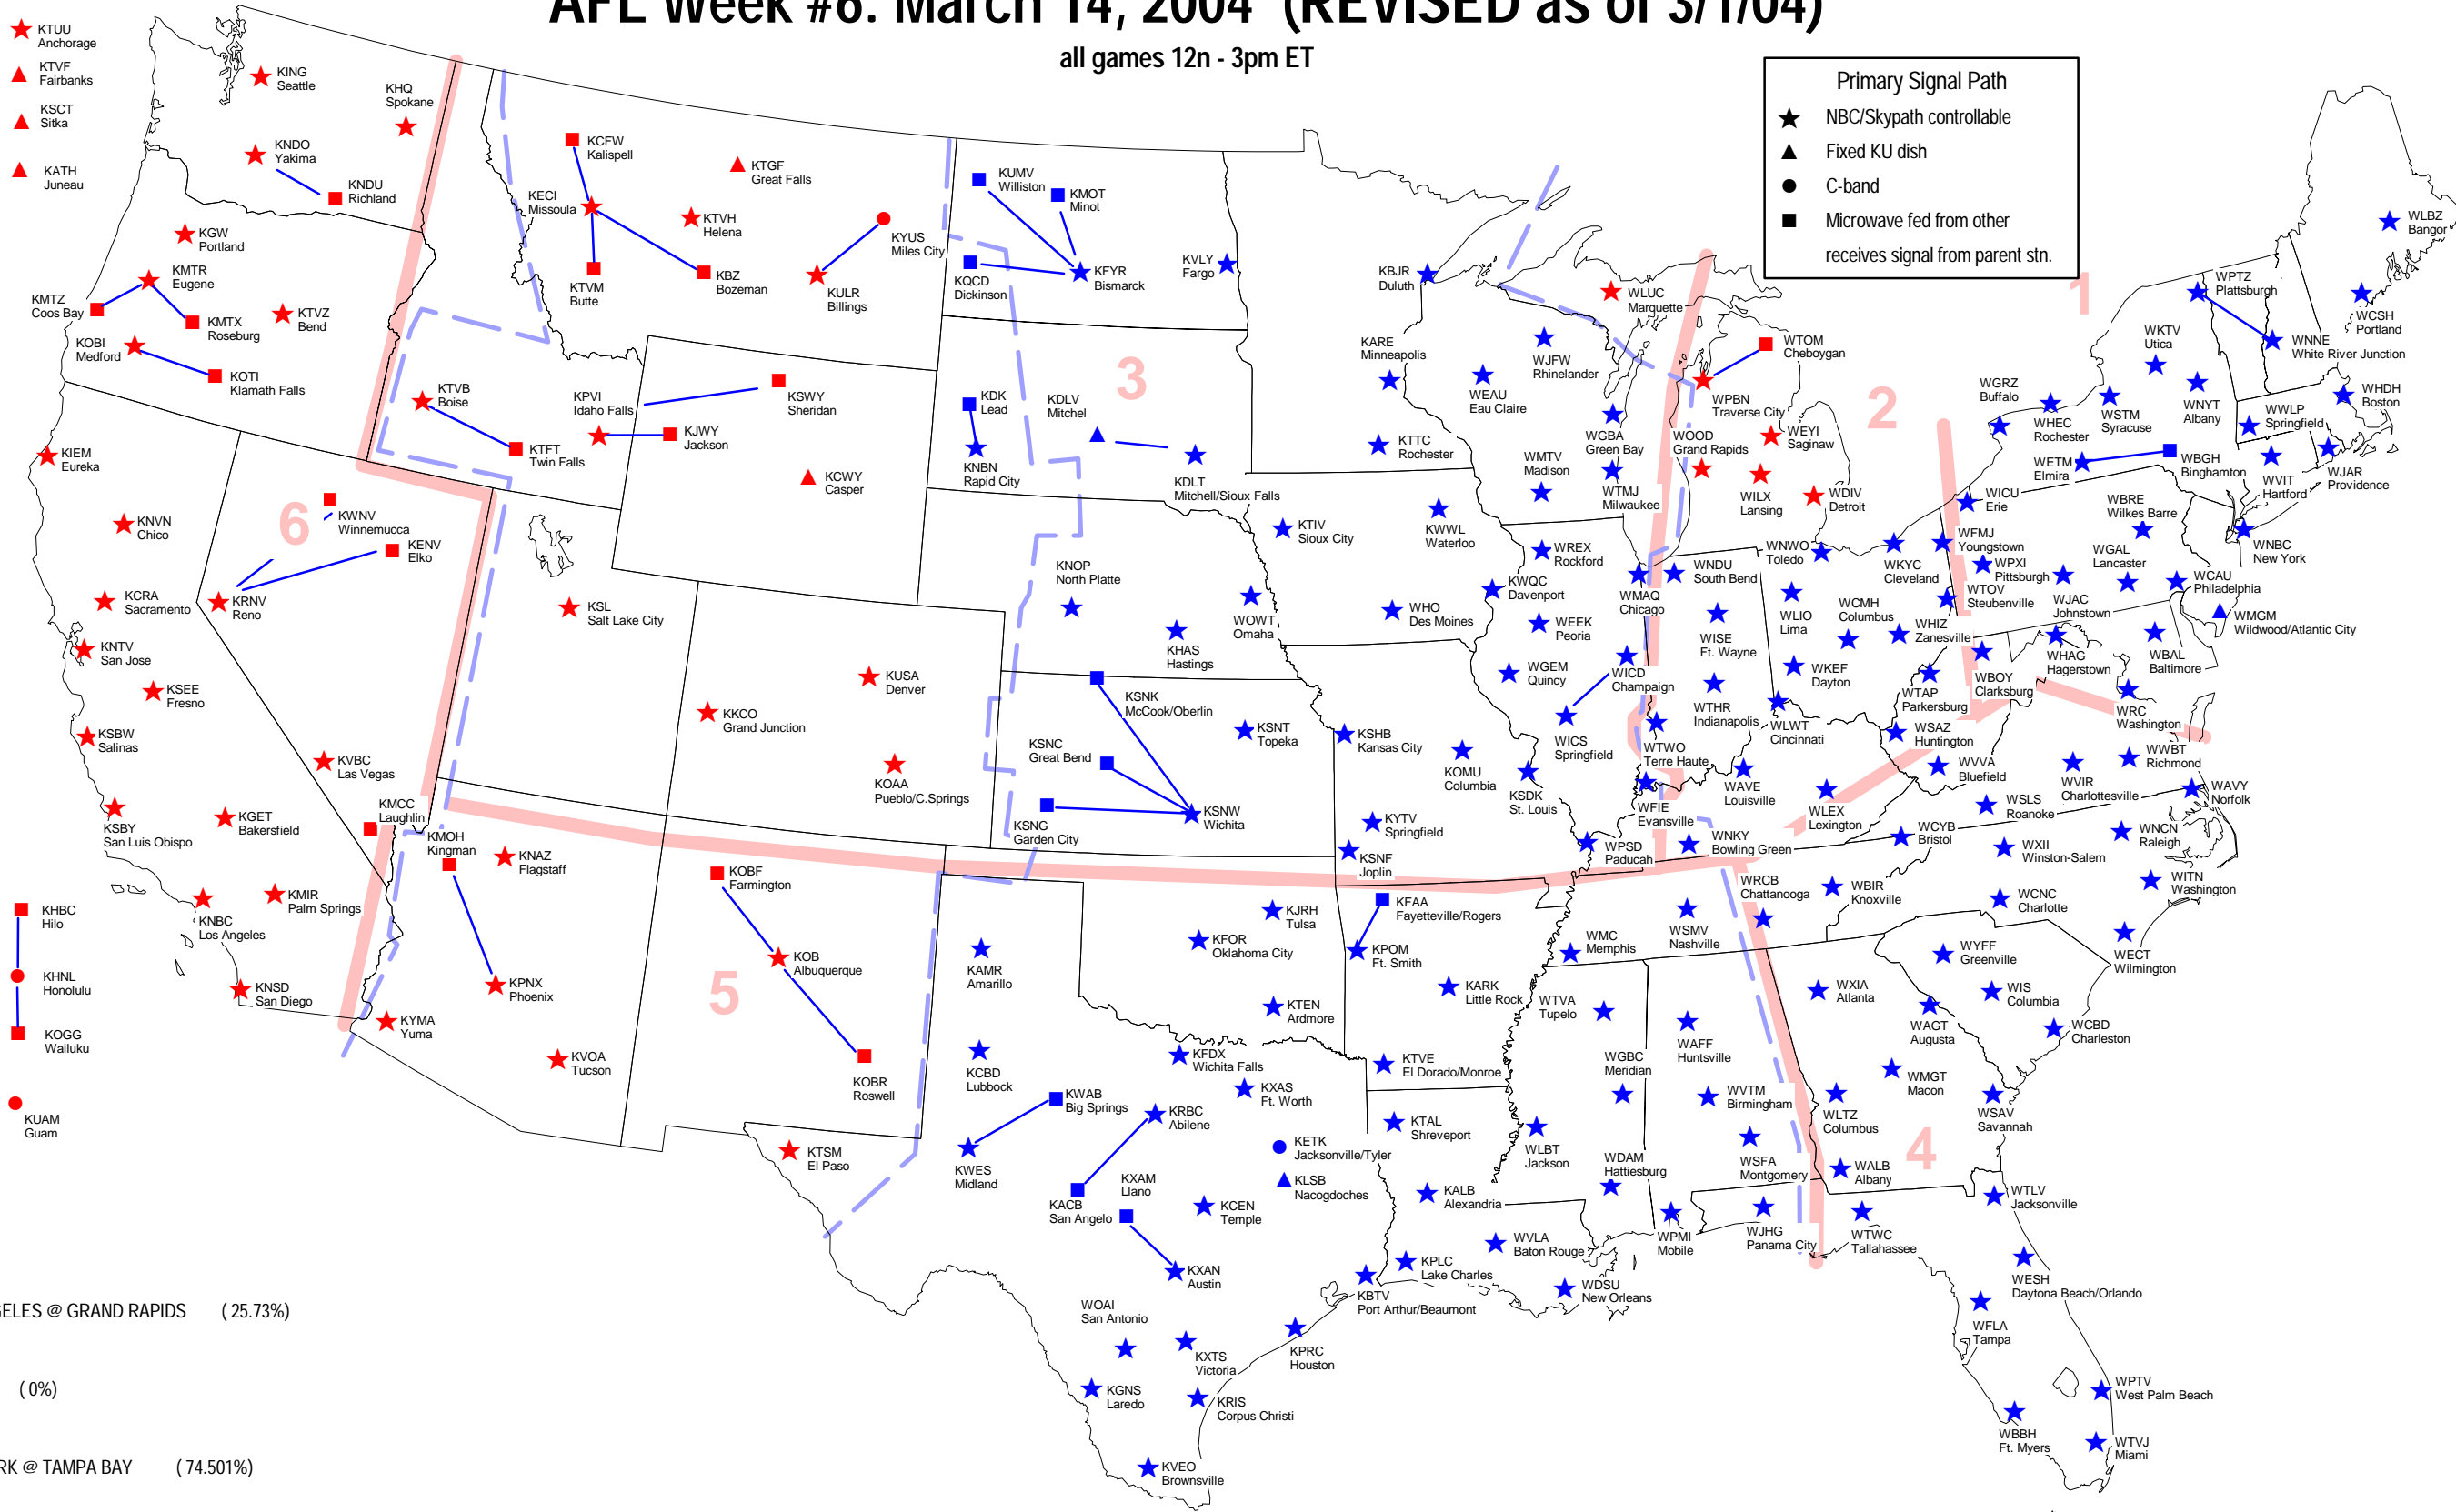 AFL Week #6: March 14, 2004 (REVISED as of 3/1/04)
all games 12n - 3pm ET
Primary Signal Path
NBC/Skypath controllable
Fixed KU dish
C-band
Microwave fed from other
receives signal from parent stn.
KTUU
Anchorage
KTVF
Fairbanks
KSCT
Sitka
KATH
Juneau
KING
Seattle
KHQ
Spokane
KNDO
Yakima
KNDU
Richland
KGW
Portland
KMTR
Eugene
KMTZ
Coos Bay
KMTX
Roseburg
KTVZ
Bend
KOBI
Medford
KOTI
Klamath Falls
KIEM
Eureka
KNVN
Chico
KCRA
Sacramento
KNTV
San Jose
KSEE
Fresno
KSBW
Salinas
KSBY
San Luis Obispo
KGET
Bakersfield
KNBC
Los Angeles
KMIR
Palm Springs
KNSD
San Diego
6
KWNV
Winnemucca
KENV
Elko
KRNV
Reno
KVBC
Las Vegas
KMCC
Laughlin
KMOH
Kingman
KNAZ
Flagstaff
KPNX
Phoenix
KYMA
Yuma
KVOA
Tucson
KHBC
Hilo
KHNL
Honolulu
KOGG
Wailuku
KUAM
Guam
KCFW
Kalispell
KTGF
Great Falls
KECI
Missoula
KTVH
Helena
KYUS
Miles City
KTVM
Butte
KBZ
Bozeman
KULR
Billings
KTVB
Boise
KTFT
Twin Falls
KPVI
Idaho Falls
KJWY
Jackson
KSWY
Sheridan
KCWY
Casper
KSL
Salt Lake City
KUSA
Denver
KKCO
Grand Junction
KOAA
Pueblo/C.Springs
KOBF
Farmington
KOB
Albuquerque
KOBR
Roswell
5
KTSM
El Paso
KUMV
Williston
KMOT
Minot
KQCD
Dickinson
KFYR
Bismarck
KVLY
Fargo
3
KDK
Lead
KNBN
Rapid City
KDLV
Mitchel
KDLT
Mitchell/Sioux Falls
KNOP
North Platte
KHAS
Hastings
WOWT
Omaha
KSNK
McCook/Oberlin
KSNC
Great Bend
KSNG
Garden City
KSNW
Wichita
KSNT
Topeka
KBJR
Duluth
KARE
Minneapolis
KTTC
Rochester
KTIV
Sioux City
KWWL
Waterloo
WHO
Des Moines
KWQC
Davenport
KSHB
Kansas City
KOMU
Columbia
KYTV
Springfield
KSNF
Joplin
KSDK
St. Louis
WLUC
Marquette
WJFW
Rhinelander
WEAU
Eau Claire
WGBA
Green Bay
WMTV
Madison
WTMJ
Milwaukee
WREX
Rockford
WMAQ
Chicago
WEEK
Peoria
WGEM
Quincy
WICD
Champaign
WICS
Springfield
WPSD
Paducah
WTOM
Cheboygan
WPBN
Traverse City
WOOD
Grand Rapids
WEYI
Saginaw
WILX
Lansing
WDIV
Detroit
2
WNDU
South Bend
WISE
Ft. Wayne
WTHR
Indianapolis
WTWO
Terre Haute
WFIE
Evansville
WAVE
Louisville
WLEX
Lexington
WNKY
Bowling Green
WNWO
Toledo
WLIO
Lima
WCMH
Columbus
WKEF
Dayton
WLWT
Cincinnati
WKYC
Cleveland
WHIZ
Zanesville
WFMJ
Youngstown
WTOV
Steubenville
WTAP
Parkersburg
WSAZ
Huntington
WBOY
Clarksburg
WVVA
Bluefield
1
WLBZ
Bangor
WCSH
Portland
WPTZ
Plattsburgh
WNNE
White River Junction
WKTV
Utica
WNYT
Albany
WSTM
Syracuse
WHEC
Rochester
WGRZ
Buffalo
WETM
Elmira
WBGH
Binghamton
WHDH
Boston
WWLP
Springfield
WJAR
Providence
WVIT
Hartford
WNBC
New York
WICU
Erie
WBRE
Wilkes Barre
WPXI
Pittsburgh
WJAC
Johnstown
WGAL
Lancaster
WCAU
Philadelphia
WMGM
Wildwood/Atlantic City
WHAG
Hagerstown
WBAL
Baltimore
WRC
Washington
WWBT
Richmond
WVIR
Charlottesville
WSLS
Roanoke
WAVY
Norfolk
WCYB
Bristol
WXII
Winston-Salem
WNCN
Raleigh
WITN
Washington
WCNC
Charlotte
WECT
Wilmington
WRCB
Chattanooga
WBIR
Knoxville
WSMV
Nashville
WMC
Memphis
WYFF
Greenville
WIS
Columbia
WCBD
Charleston
WXIA
Atlanta
WAGT
Augusta
WMGT
Macon
WSAV
Savannah
WLTZ
Columbus
WALB
Albany
4
WTLV
Jacksonville
WTWC
Tallahassee
WJHG
Panama City
WESH
Daytona Beach/Orlando
WFLA
Tampa
WPTV
West Palm Beach
WBBH
Ft. Myers
WTVJ
Miami
WAFF
Huntsville
WVTM
Birmingham
WSFA
Montgomery
WPMI
Mobile
WTVA
Tupelo
WGBC
Meridian
WLBT
Jackson
WDAM
Hattiesburg
KFAA
Fayetteville/Rogers
KPOM
Ft. Smith
KARK
Little Rock
KTVE
El Dorado/Monroe
KTAL
Shreveport
KALB
Alexandria
WVLA
Baton Rouge
KPLC
Lake Charles
WDSU
New Orleans
KJRH
Tulsa
KFOR
Oklahoma City
KTEN
Ardmore
KAMR
Amarillo
KCBD
Lubbock
KFDX
Wichita Falls
KXAS
Ft. Worth
KWAB
Big Springs
KRBC
Abilene
KWES
Midland
KACB
San Angelo
KXAM
Llano
KETK
Jacksonville/Tyler
KLSB
Nacogdoches
KCEN
Temple
KXAN
Austin
KBTV
Port Arthur/Beaumont
WOAI
San Antonio
KXTS
Victoria
KPRC
Houston
KGNS
Laredo
KRIS
Corpus Christi
KVEO
Brownsville
GELES @ GRAND RAPIDS (25.73%)
(0%)
RK @ TAMPA BAY (74.501%)